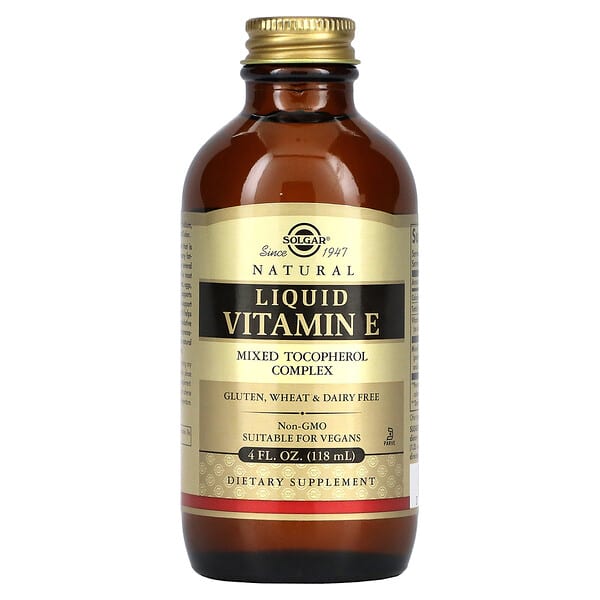 SOLGAR®
Since 1947
NATURAL
LIQUID
VITAMIN E
MIXED TOCOPHEROL
COMPLEX
GLUTEN, WHEAT & DAIRY FREE
Non-GMO
SUITABLE FOR VEGANS
PARVE
4 FL. OZ. (118 mL)
DIETARY SUPPLEMENT